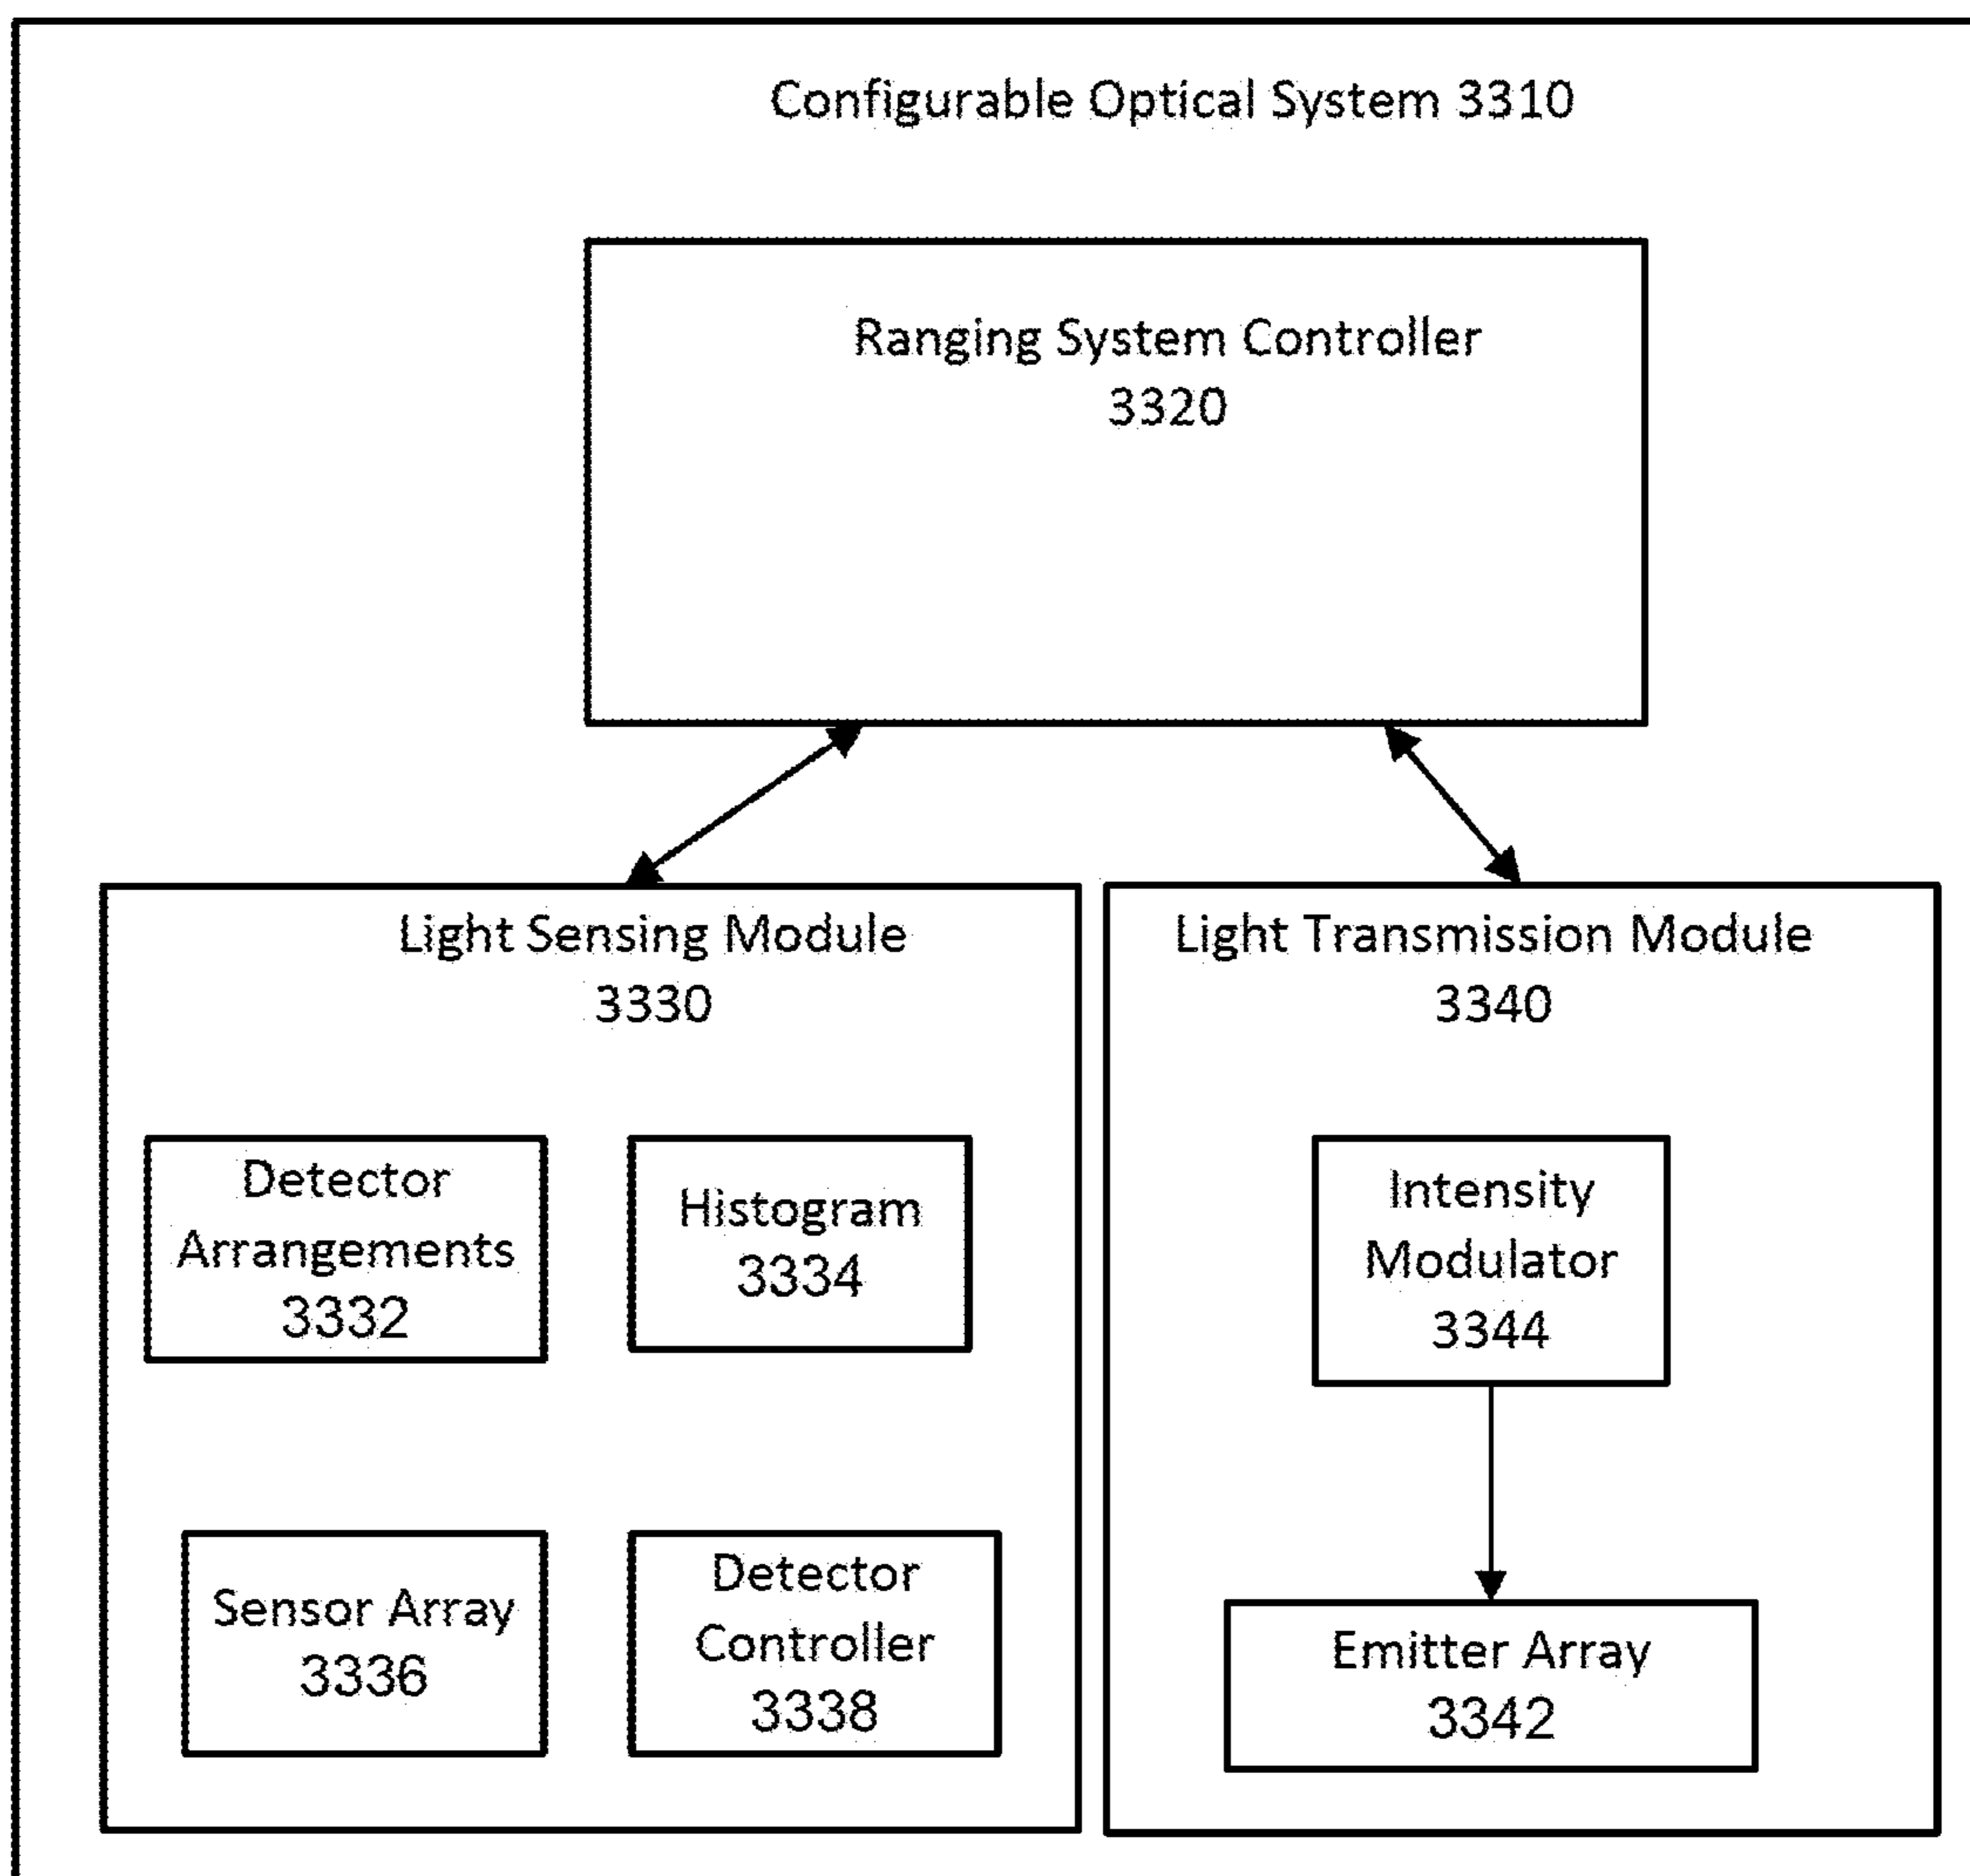 Configurable Optical System 3310
Ranging System Controller
3320
Light Sensing Module
3330
Detector
Arrangements
3332
Histogram
3334
Sensor Array
3336
Detector
Controller
3338
Light Transmission Module
3340
Intensity
Modulator
3344
Emitter Array
3342